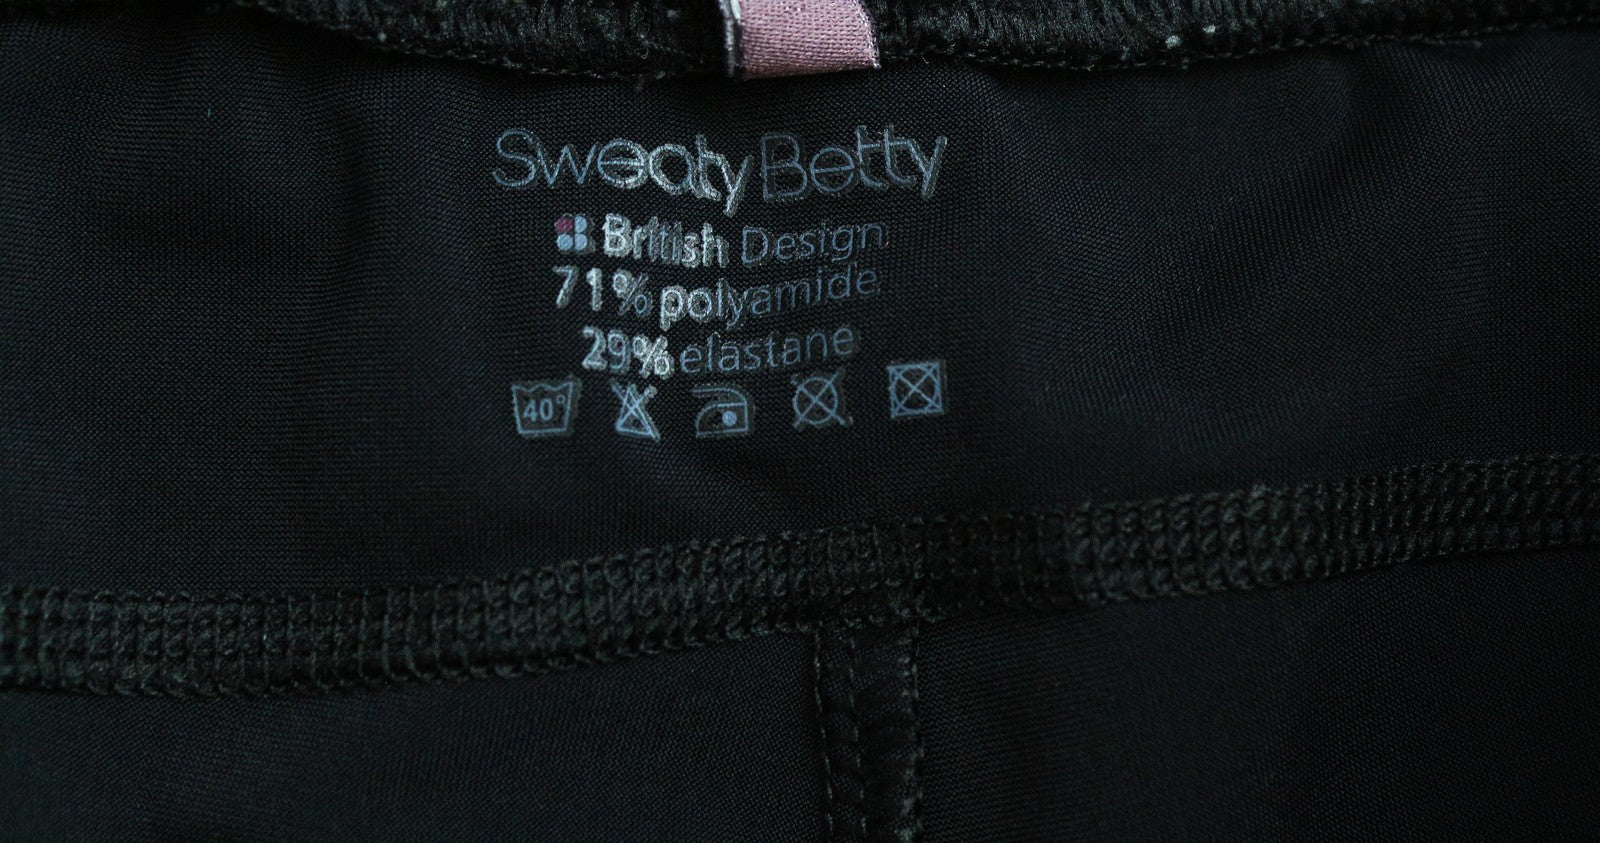 Sweaty Betty
British Design
71% polyamide
29% elastane
40°